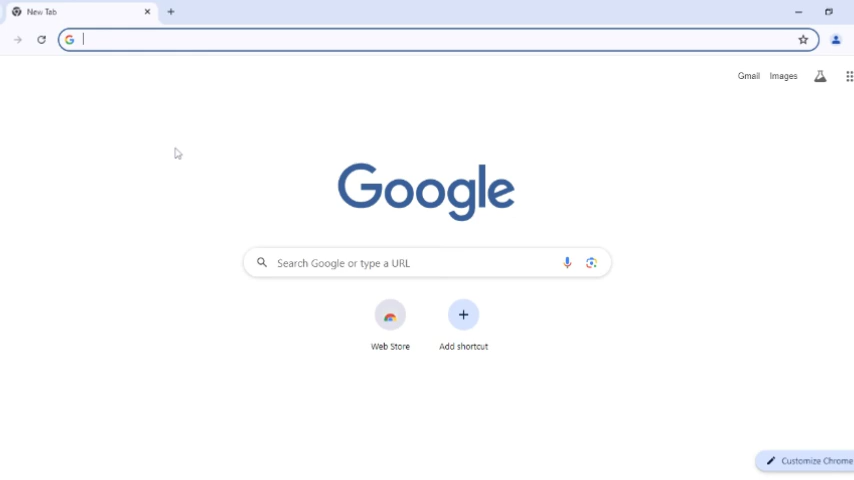 New Tab
Gmail Images
Google
Search Google or type a URL
Web Store Add shortcut
Customize Chrome